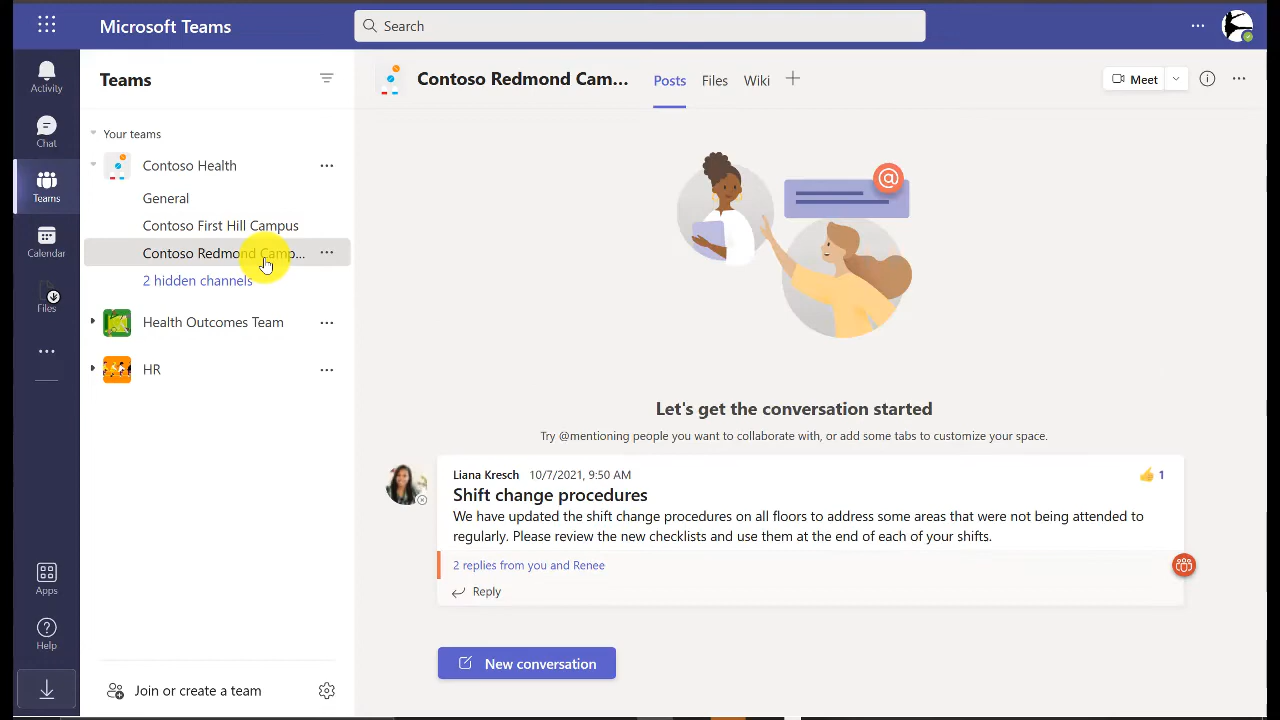 Microsoft Teams
Search
Activity
Chat
Teams
Calendar
Files
Apps
Help
Teams
Your teams
Contoso Health
General
Contoso First Hill Campus
Contoso Redmond Camp...
2 hidden channels
Health Outcomes Team
HR
Join or create a team
Contoso Redmond Cam...
Posts
Files
Wiki
Meet
@
Let's get the conversation started
Try @mentioning people you want to collaborate with, or add some tabs to customize your space.
Liana Kresch 10/7/2021, 9:50 AM
1
Shift change procedures
We have updated the shift change procedures on all floors to address some areas that were not being attended to
regularly. Please review the new checklists and use them at the end of each of your shifts.
2 replies from you and Renee
Reply
New conversation